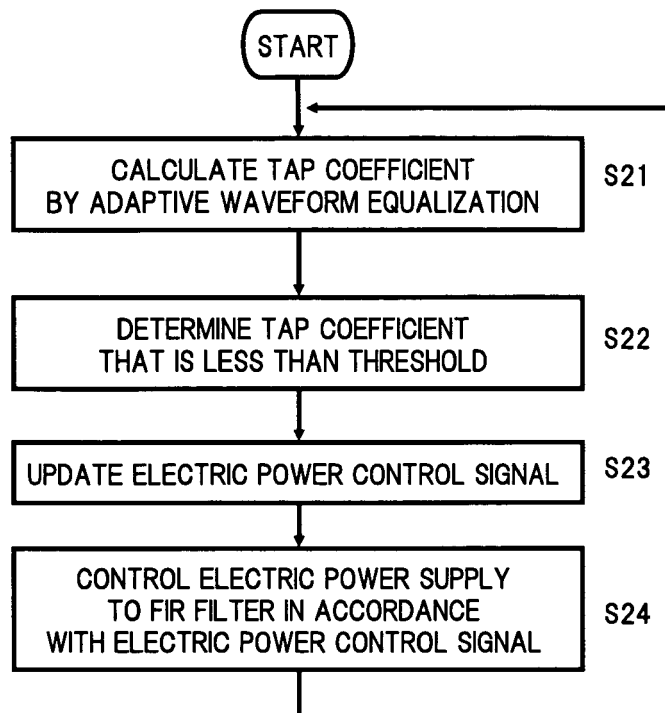 START
CALCULATE TAP COEFFICIENT
BY ADAPTIVE WAVEFORM EQUALIZATION
S21
DETERMINE TAP COEFFICIENT
THAT IS LESS THAN THRESHOLD
S22
UPDATE ELECTRIC POWER CONTROL SIGNAL
S23
CONTROL ELECTRIC POWER SUPPLY
TO FIR FILTER IN ACCORDANCE
WITH ELECTRIC POWER CONTROL SIGNAL
S24